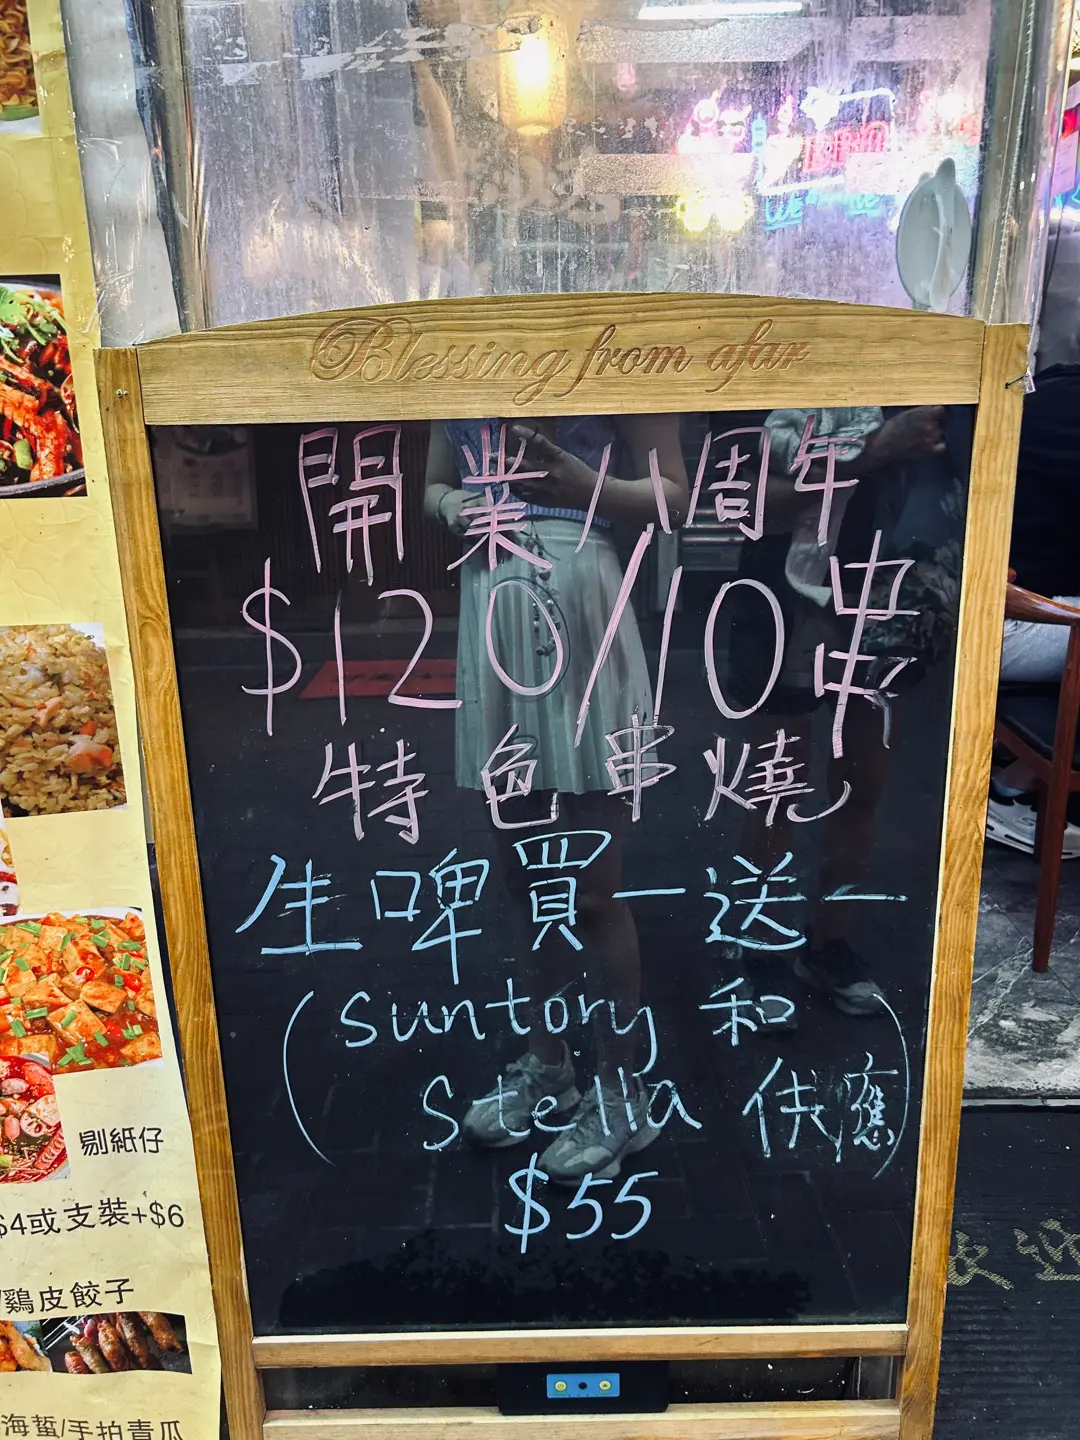 Blessing from afar
開業八周年
$120/10串
特色串燒
生啤買一送一
(suntory 和
stella 供應)
$55
剔紙仔
$4或支裝+$6
/鷄皮餃子
海蜇/手拍青瓜